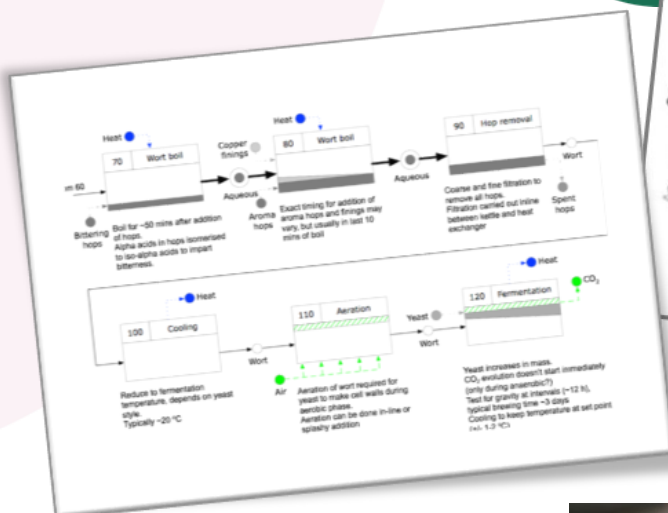 Heat
70 Wort boil
Copper
finings
Heat
80 Wort boil
90 Hop removal
m 60
Aqueous
Aqueous
Wort
Bittering
hops
Boil for ~50 mins after addition
of hops.
Alpha acids in hops isomerised
to iso-alpha acids to impart
bitterness.
Aroma
hops
Exact timing for addition of
aroma hops and finings may
vary, but usually in last 10
mins of boil
Coarse and fine filtration to
remove all hops.
Filtration carried out inline
between kettle and heat
exchanger
Spent
hops
Heat
100 Cooling
Wort
110 Aeration
Yeast
Wort
Heat
120 Fermentation
CO₂
Reduce to fermentation
temperature, depends on yeast
style.
Typically ~20 °C
Air
Aeration of wort required for
yeast to make cell walls during
aerobic phase.
Aeration can be done in-line or
splashy addition
Yeast increases in mass.
CO₂ evolution doesn't start immediately
(only during anaerobic?)
Test for gravity at intervals (~12 h),
typical brewing time ~3 days
Cooling to keep temperature at set point